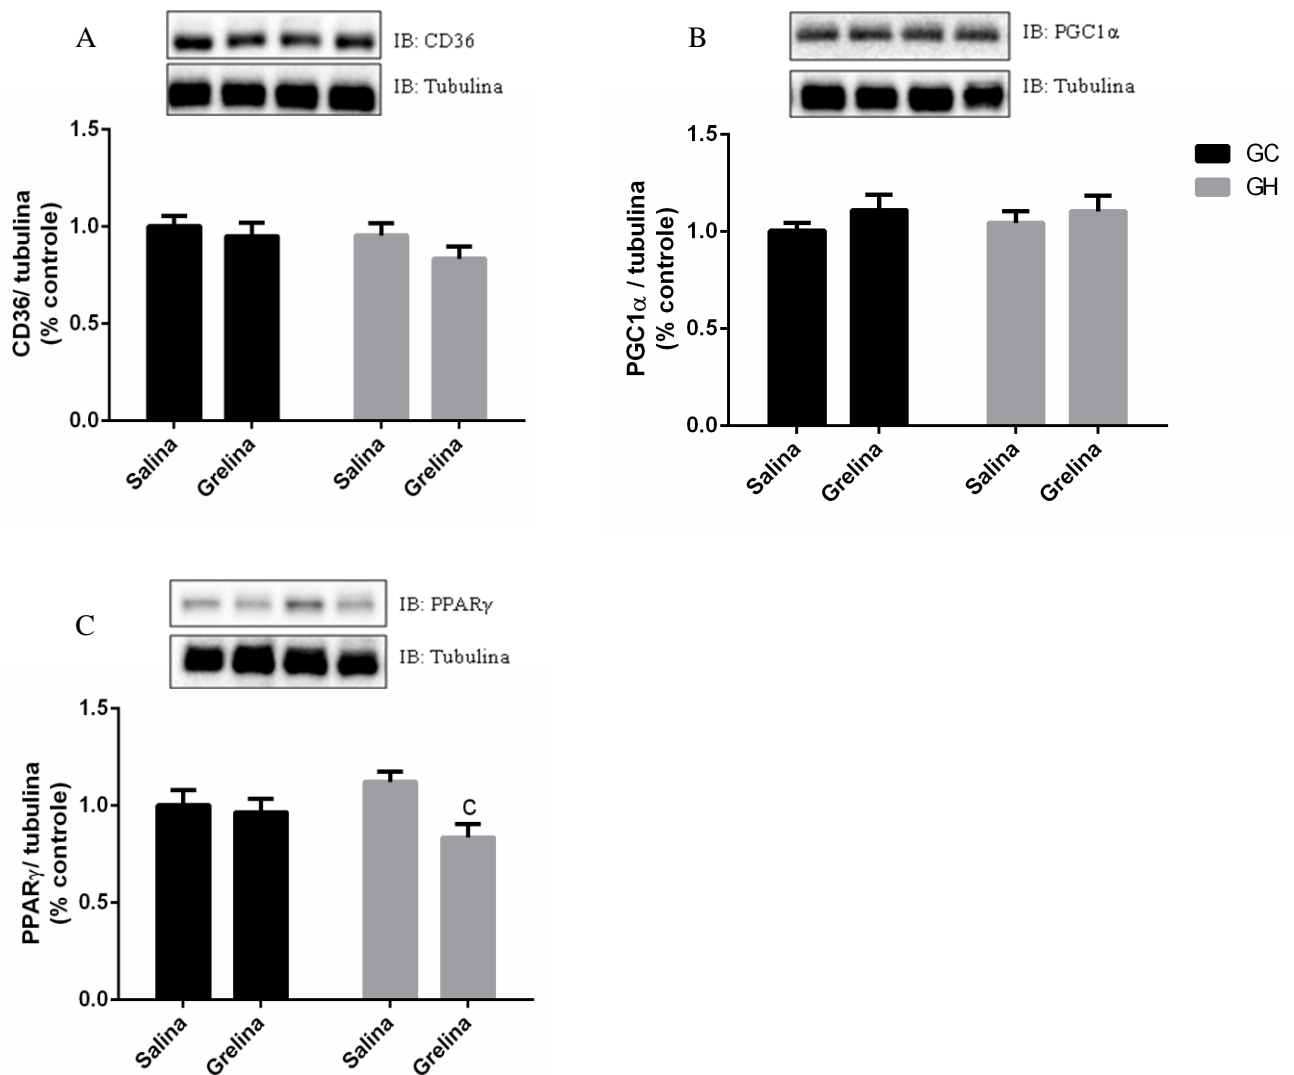 A
IB: CD36
IB: Tubulina
CD36/ tubulina
(% controle)
1.5
1.0
0.5
0.0
Salina
Grelina
Salina
Grelina
B
IB: PGC1α
IB: Tubulina
PGC1α / tubulina
(% controle)
1.5
1.0
0.5
0.0
Salina
Grelina
Salina
Grelina
GC
GH
C
IB: PPARγ
IB: Tubulina
PPARγ/ tubulina
(% controle)
1.5
1.0
0.5
0.0
C
Salina
Grelina
Salina
Grelina